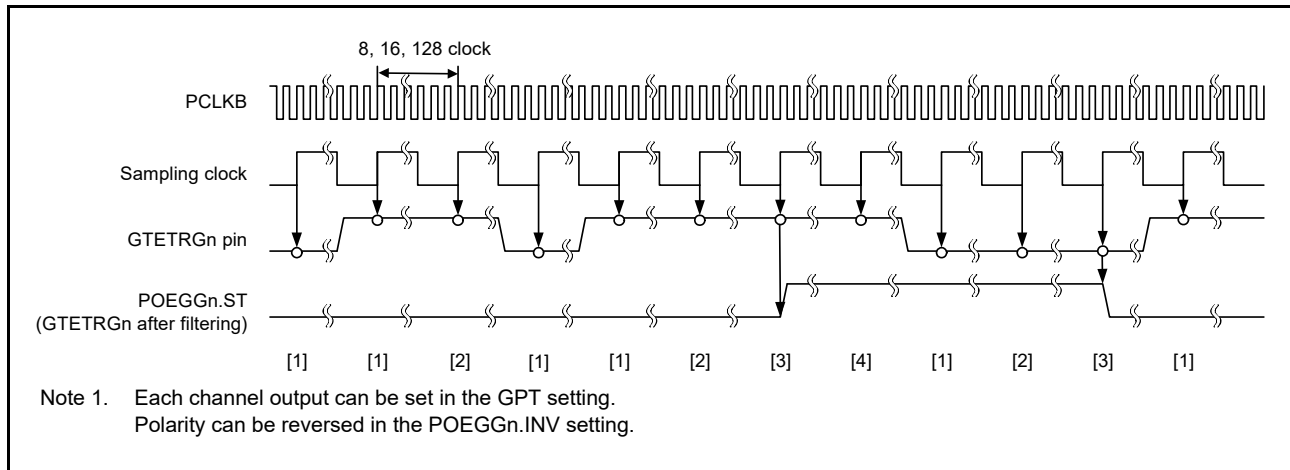 8, 16, 128 clock
PCLKB
Sampling clock
GTETRGn pin
POEGGn.ST
(GTETRGn after filtering)
[1] [1] [2] [1] [1] [2] [3] [4] [1] [2] [3] [1]
Note 1. Each channel output can be set in the GPT setting.
Polarity can be reversed in the POEGGn.INV setting.